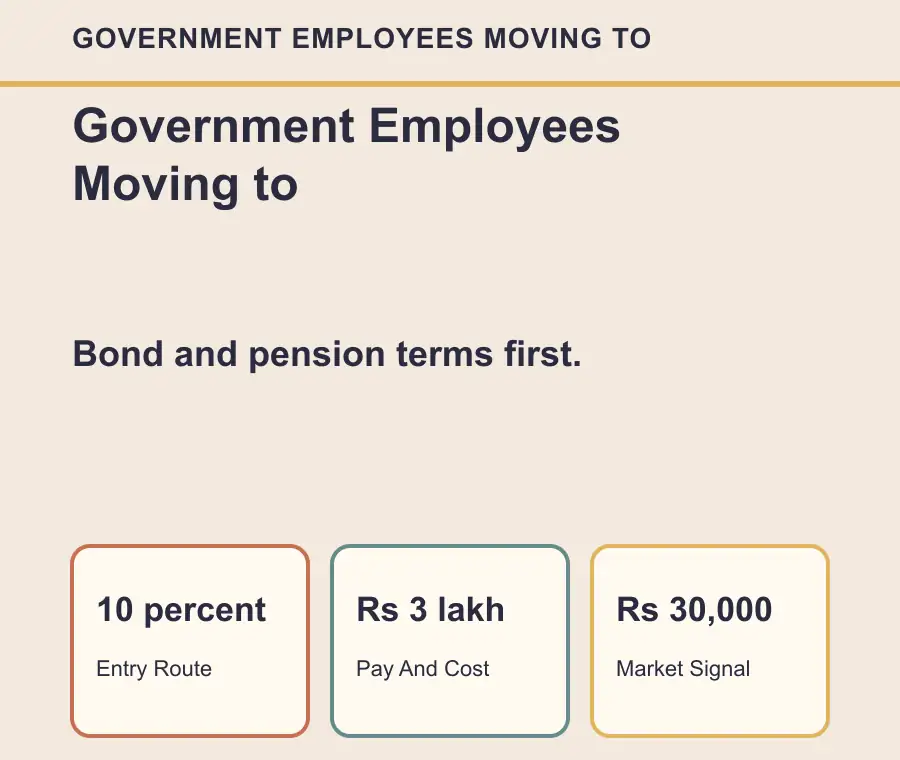 GOVERNMENT EMPLOYEES MOVING TO
Government Employees
Moving to
Bond and pension terms first.
10 percent
Entry Route
Rs 3 lakh
Pay And Cost
Rs 30,000
Market Signal